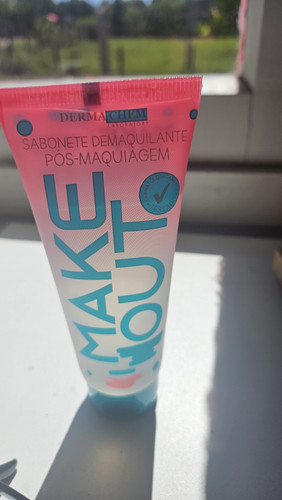 DERMACHEM
SABONETE DEMAQUILANTE
PÓS-MAQUIAGEM
MAKE
OUT